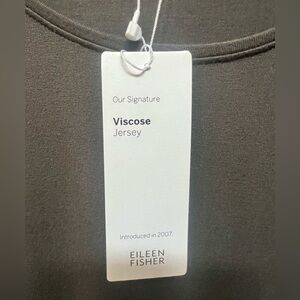 Our Signature
Viscose
Jersey
Introduced in 2007.
EILEEN
FISHER